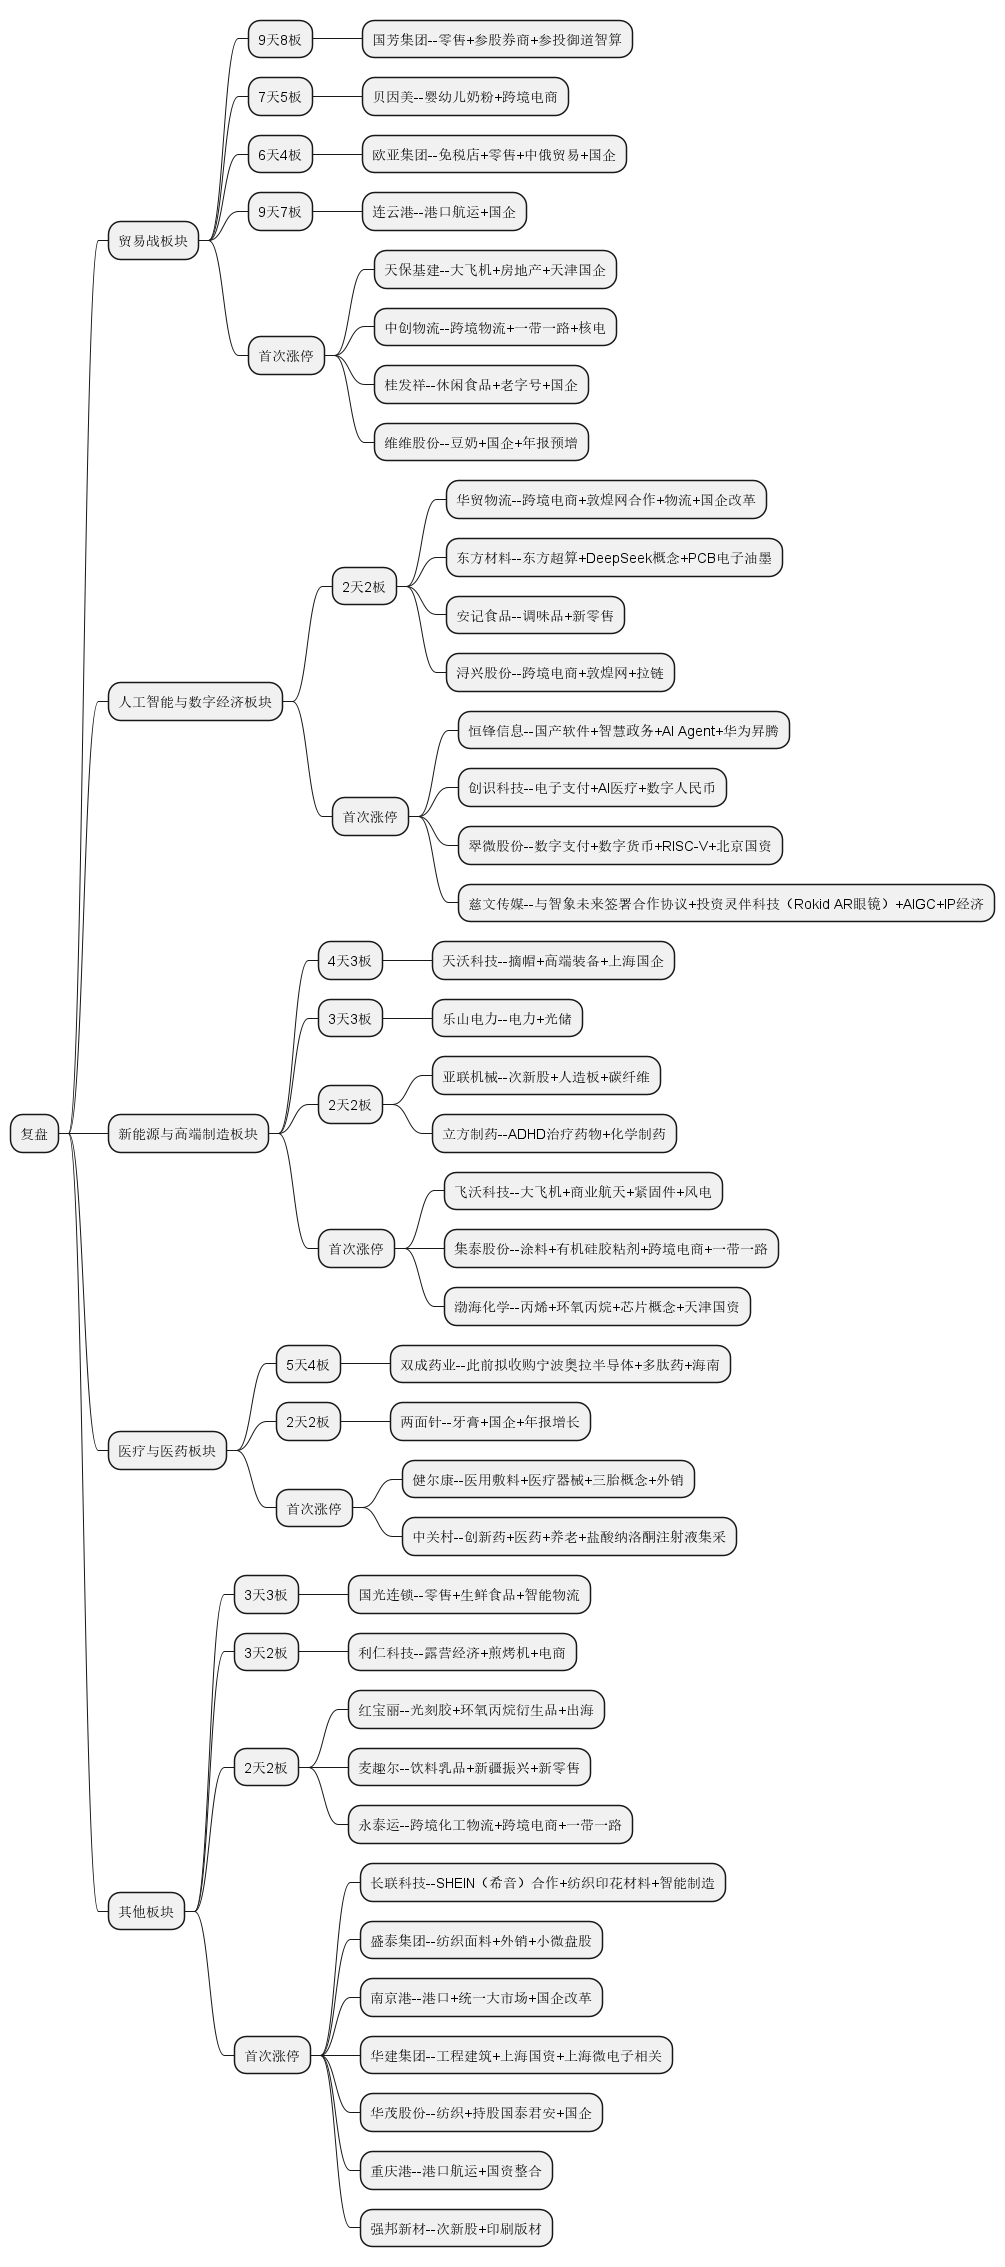 复盘
贸易战板块
9天8板
国芳集团--零售+参股券商+参投御道智算
7天5板
贝因美--婴幼儿奶粉+跨境电商
6天4板
欧亚集团--免税店+零售+中俄贸易+国企
9天7板
连云港--港口航运+国企
首次涨停
天保基建--大飞机+房地产+天津国企
中创物流--跨境物流+一带一路+核电
桂发祥--休闲食品+老字号+国企
维维股份--豆奶+国企+年报预增
人工智能与数字经济板块
2天2板
华贸物流--跨境电商+敦煌网合作+物流+国企改革
东方材料--东方超算+DeepSeek概念+PCB电子油墨
安记食品--调味品+新零售
浔兴股份--跨境电商+敦煌网+拉链
首次涨停
恒锋信息--国产软件+智慧政务+AI Agent+华为昇腾
创识科技--电子支付+AI医疗+数字人民币
翠微股份--数字支付+数字货币+RISC-V+北京国资
慈文传媒--与智象未来签署合作协议+投资灵伴科技（Rokid AR眼镜）+AIGC+IP经济
新能源与高端制造板块
4天3板
天沃科技--摘帽+高端装备+上海国企
3天3板
乐山电力--电力+光储
2天2板
亚联机械--次新股+人造板+碳纤维
立方制药--ADHD治疗药物+化学制药
首次涨停
飞沃科技--大飞机+商业航天+紧固件+风电
集泰股份--涂料+有机硅胶粘剂+跨境电商+一带一路
渤海化学--丙烯+环氧丙烷+芯片概念+天津国资
医疗与医药板块
5天4板
双成药业--此前拟收购宁波奥拉半导体+多肽药+海南
2天2板
两面针--牙膏+国企+年报增长
首次涨停
健尔康--医用敷料+医疗器械+三胎概念+外销
中关村--创新药+医药+养老+盐酸纳洛酮注射液集采
其他板块
3天3板
国光连锁--零售+生鲜食品+智能物流
3天2板
利仁科技--露营经济+煎烤机+电商
2天2板
红宝丽--光刻胶+环氧丙烷衍生品+出海
麦趣尔--饮料乳品+新疆振兴+新零售
永泰运--跨境化工物流+跨境电商+一带一路
首次涨停
长联科技--SHEIN（希音）合作+纺织印花材料+智能制造
盛泰集团--纺织面料+外销+小微盘股
南京港--港口+统一大市场+国企改革
华建集团--工程建筑+上海国资+上海微电子相关
华茂股份--纺织+持股国泰君安+国企
重庆港--港口航运+国资整合
强邦新材--次新股+印刷版材